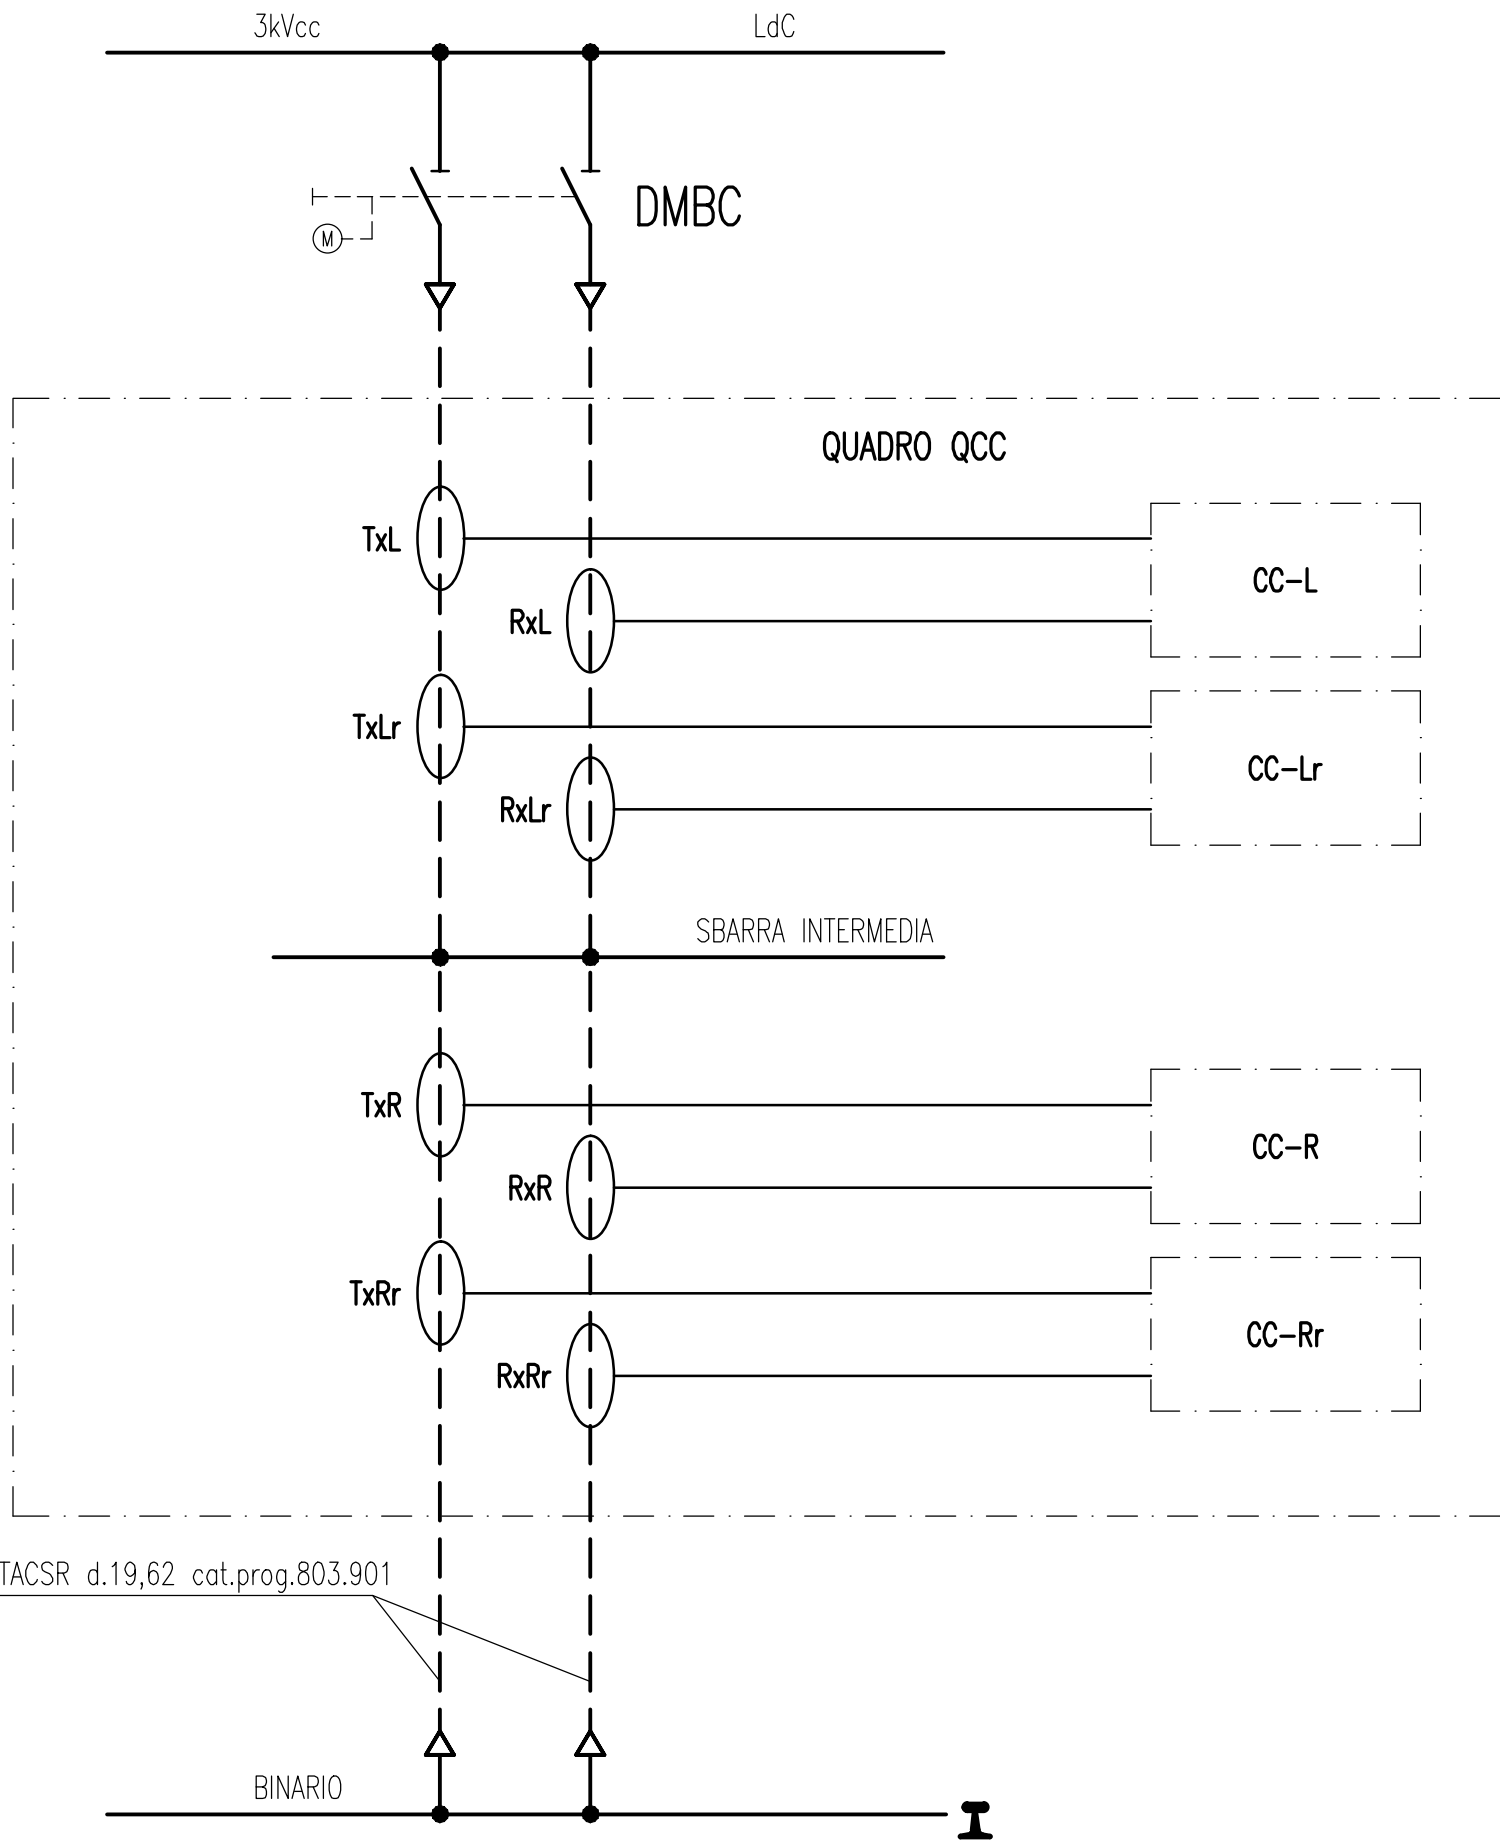 3kVcc LdC
DMBC
M
QUADRO QCC
TxL
CC-L
RxL
TxLr
CC-Lr
RxLr
SBARRA INTERMEDIA
TxR
CC-R
RxR
TxRr
CC-Rr
RxRr
TACSR d.19,62 cat.prog.803.901
BINARIO